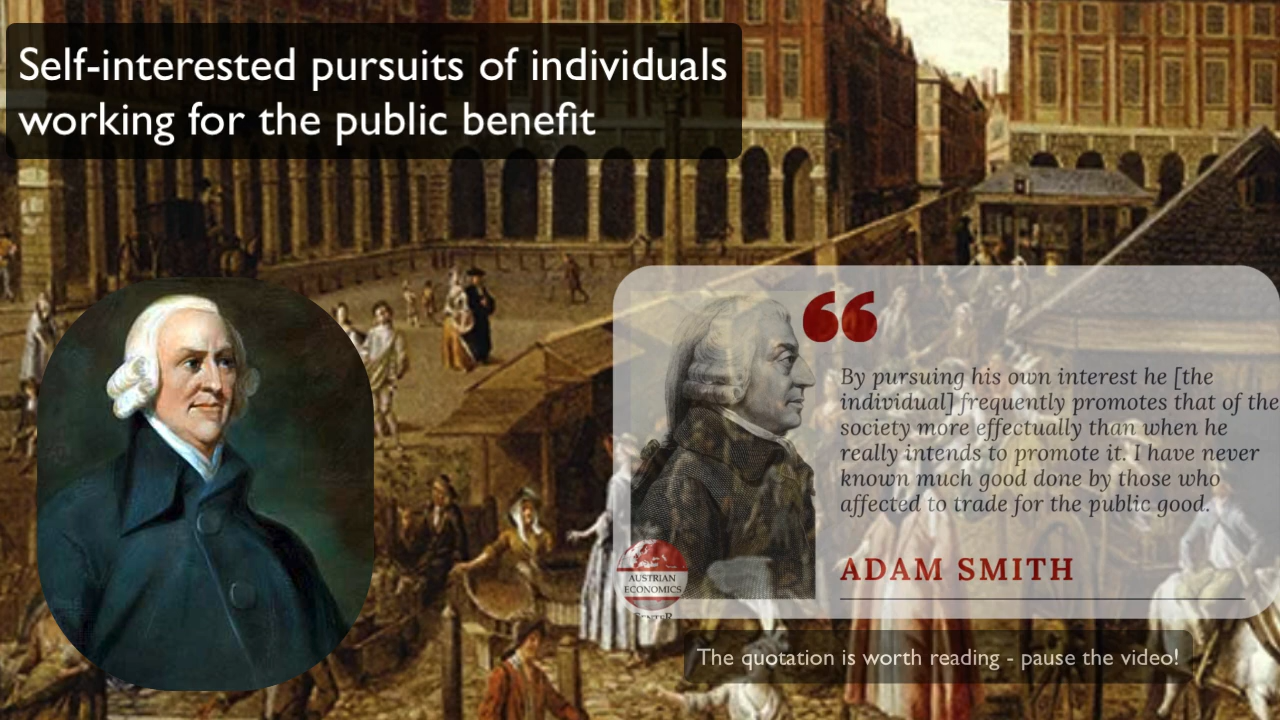 Self-interested pursuits of individuals
working for the public benefit
“
By pursuing his own interest he [the
individual] frequently promotes that of the
society more effectually than when he
really intends to promote it. I have never
known much good done by those who
affected to trade for the public good.
ADAM SMITH
AUSTRIAN
ECONOMICS
CENTER
The quotation is worth reading - pause the video!